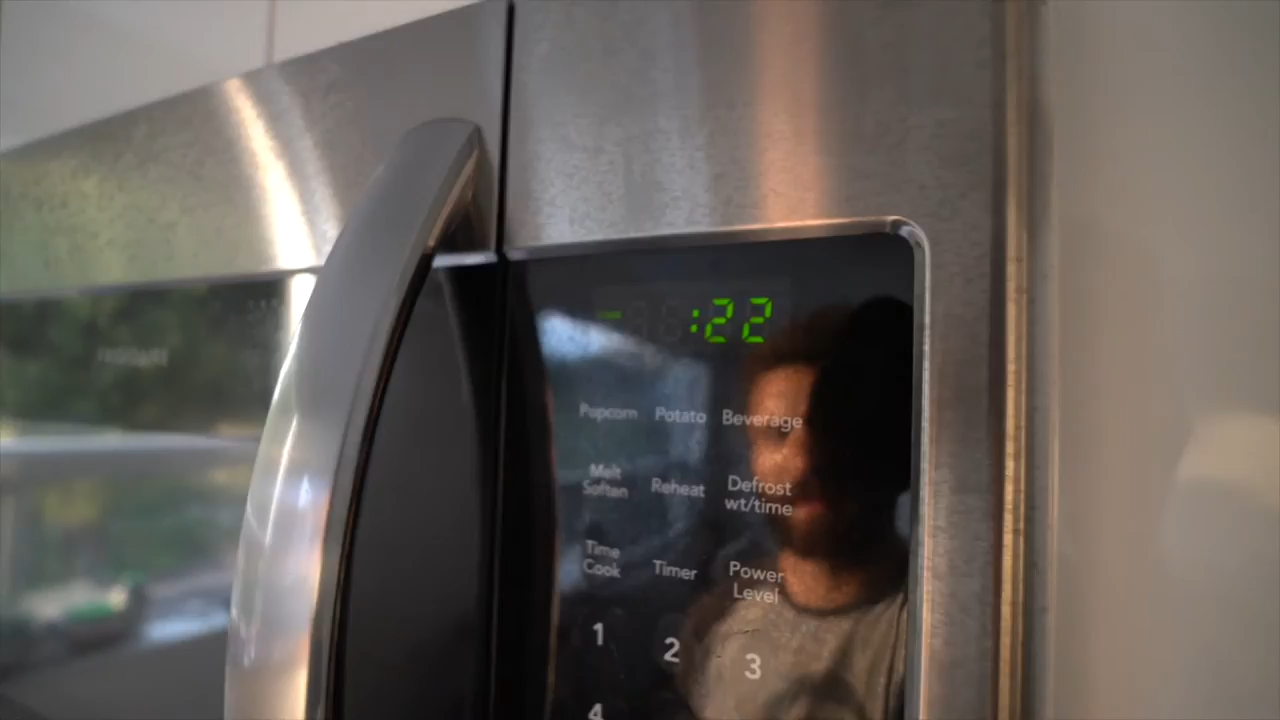 :22
Popcorn Potato Beverage
Melt Soften Reheat Defrost wt/time
Time Cook Timer Power Level
1 2 3
4